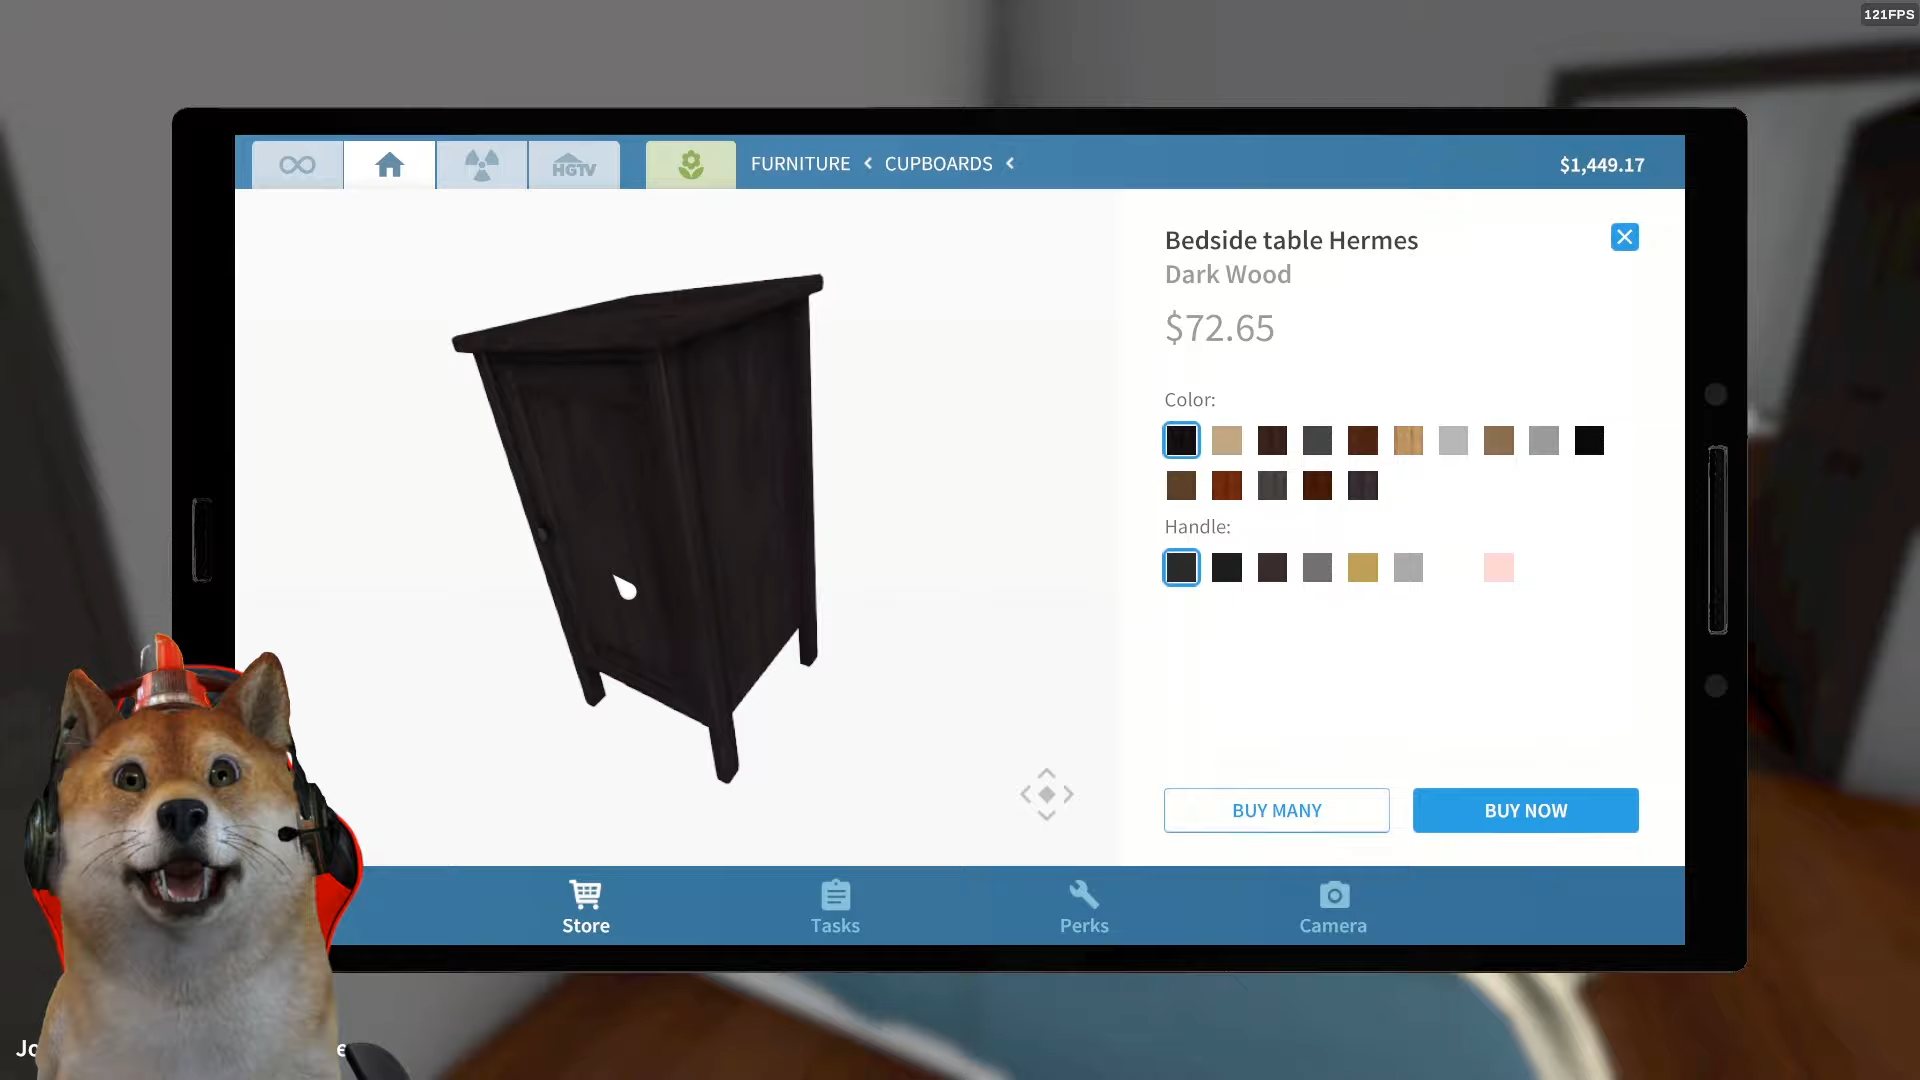 121FPS
HGTV
FURNITURE < CUPBOARDS <
$1,449.17
Bedside table Hermes
Dark Wood
$72.65
Color:
Handle:
BUY MANY
BUY NOW
Store
Tasks
Perks
Camera